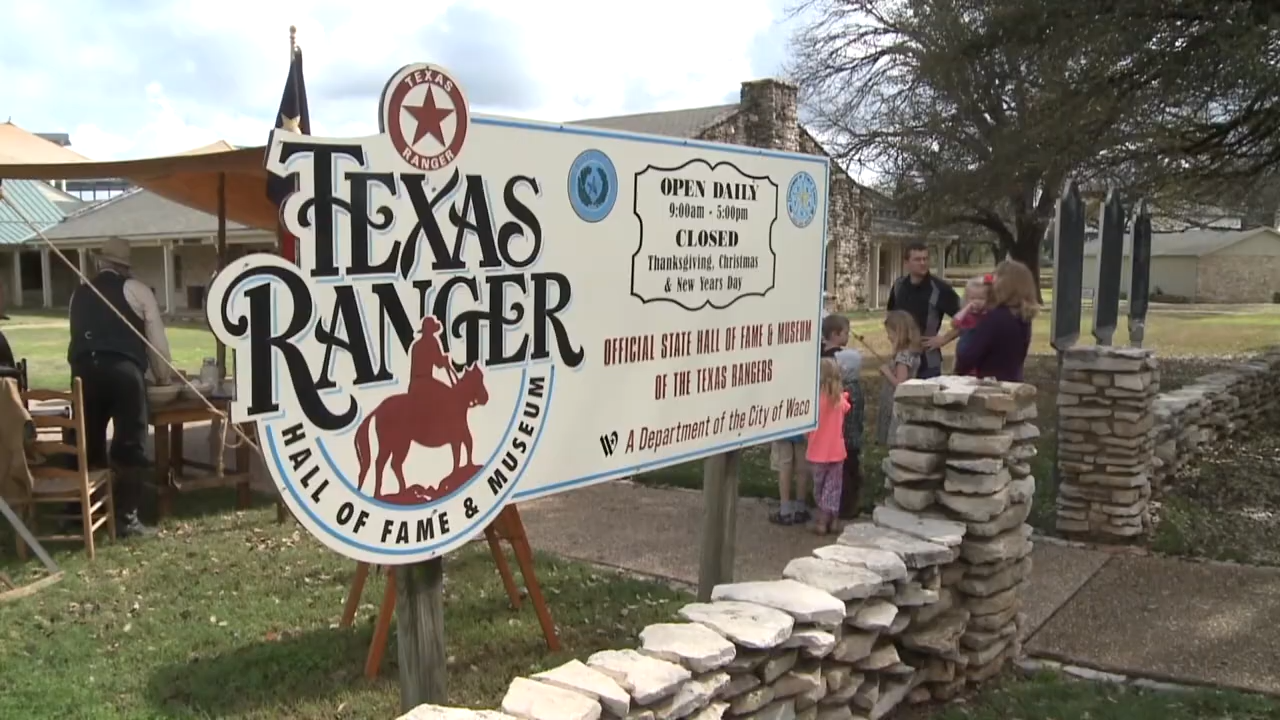 TEXAS
RANGER
TEXAS
RANGER
HALL OF FAME & MUSEUM
OPEN DAILY
9:00am - 5:00pm
CLOSED
Thanksgiving, Christmas
& New Years Day
OFFICIAL STATE HALL OF FAME & MUSEUM
OF THE TEXAS RANGERS
A Department of the City of Waco